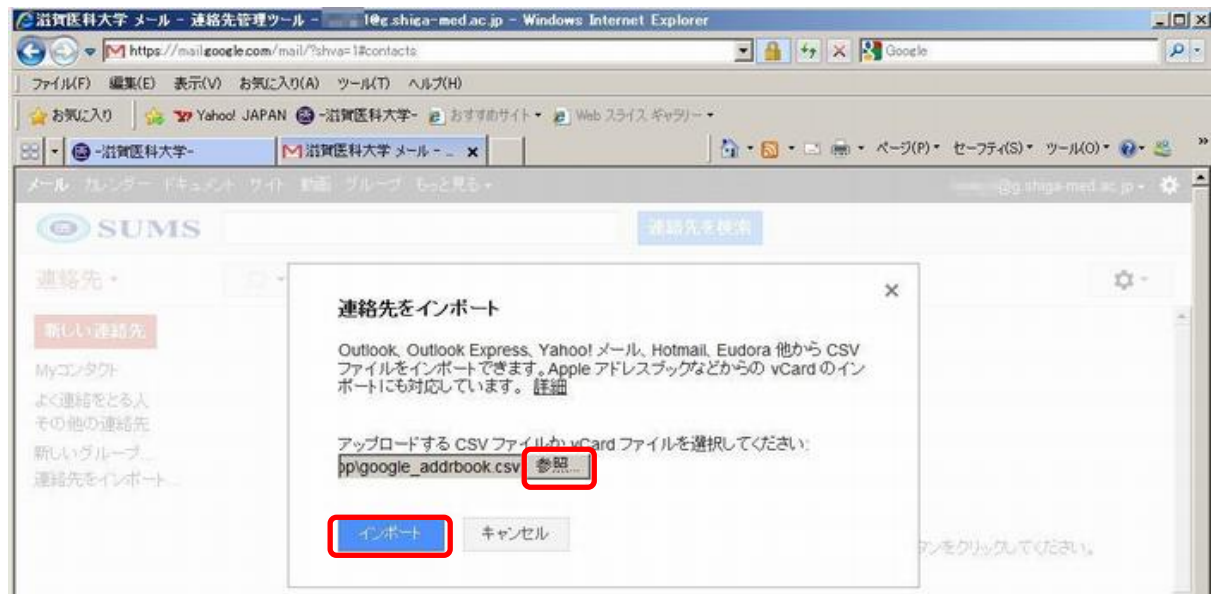 滋賀医科大学 メール - 連絡先管理ツール - 1@g.shiga-med.ac.jp - Windows Internet Explorer
https://mail.google.com/mail/?shva=1#contacts
Google
ファイル(F) 編集(E) 表示(V) お気に入り(A) ツール(T) ヘルプ(H)
お気に入り Yahoo! JAPAN -滋賀医科大学- おすすめサイト Web スライス ギャラリー
-滋賀医科大学- 滋賀医科大学 メール - ... ページ(P) セーフティ(S) ツール(O) »
メール カレンダー ドキュメント サイト 動画 グループ もっと見る @g.shiga-med.ac.jp
SUMS 連絡先を検索
連絡先
新しい連絡先
Myコンタクト
よく連絡をとる人
その他の連絡先
新しいグループ...
連絡先をインポート...
連絡先をインポート
Outlook, Outlook Express, Yahoo! メール, Hotmail, Eudora 他から CSV
ファイルをインポートできます。Apple アドレスブックなどからの vCard のイン
ポートにも対応しています。 詳細
アップロードする CSV ファイルか vCard ファイルを選択してください:
pp\google_addrbook.csv 参照...
インポート キャンセル
タンをクリックしてください。